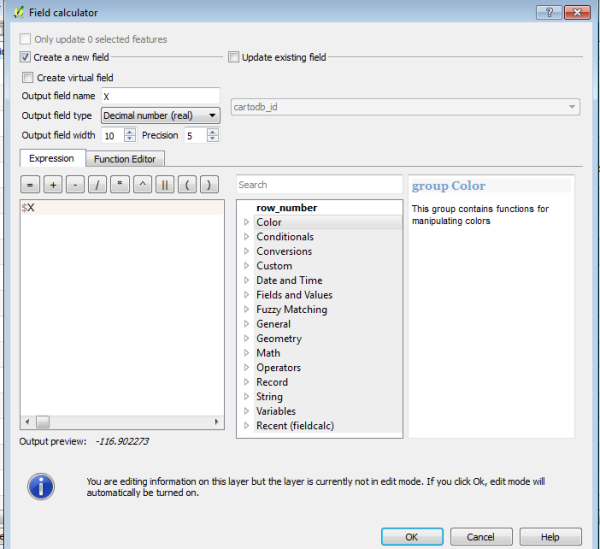 Field calculator
Only update 0 selected features
Create a new field
Update existing field
Create virtual field
Output field name X
cartodb_id
Output field type Decimal number (real)
Output field width 10 Precision 5
Expression Function Editor
= + - / * ^ || ( )
Search
group Color
$X
row_number
This group contains functions for
manipulating colors
Color
Conditionals
Conversions
Custom
Date and Time
Fields and Values
Fuzzy Matching
General
Geometry
Math
Operators
Record
String
Variables
Recent (fieldcalc)
Output preview: -116.902273
You are editing information on this layer but the layer is currently not in edit mode. If you click Ok, edit mode will
automatically be turned on.
OK Cancel Help